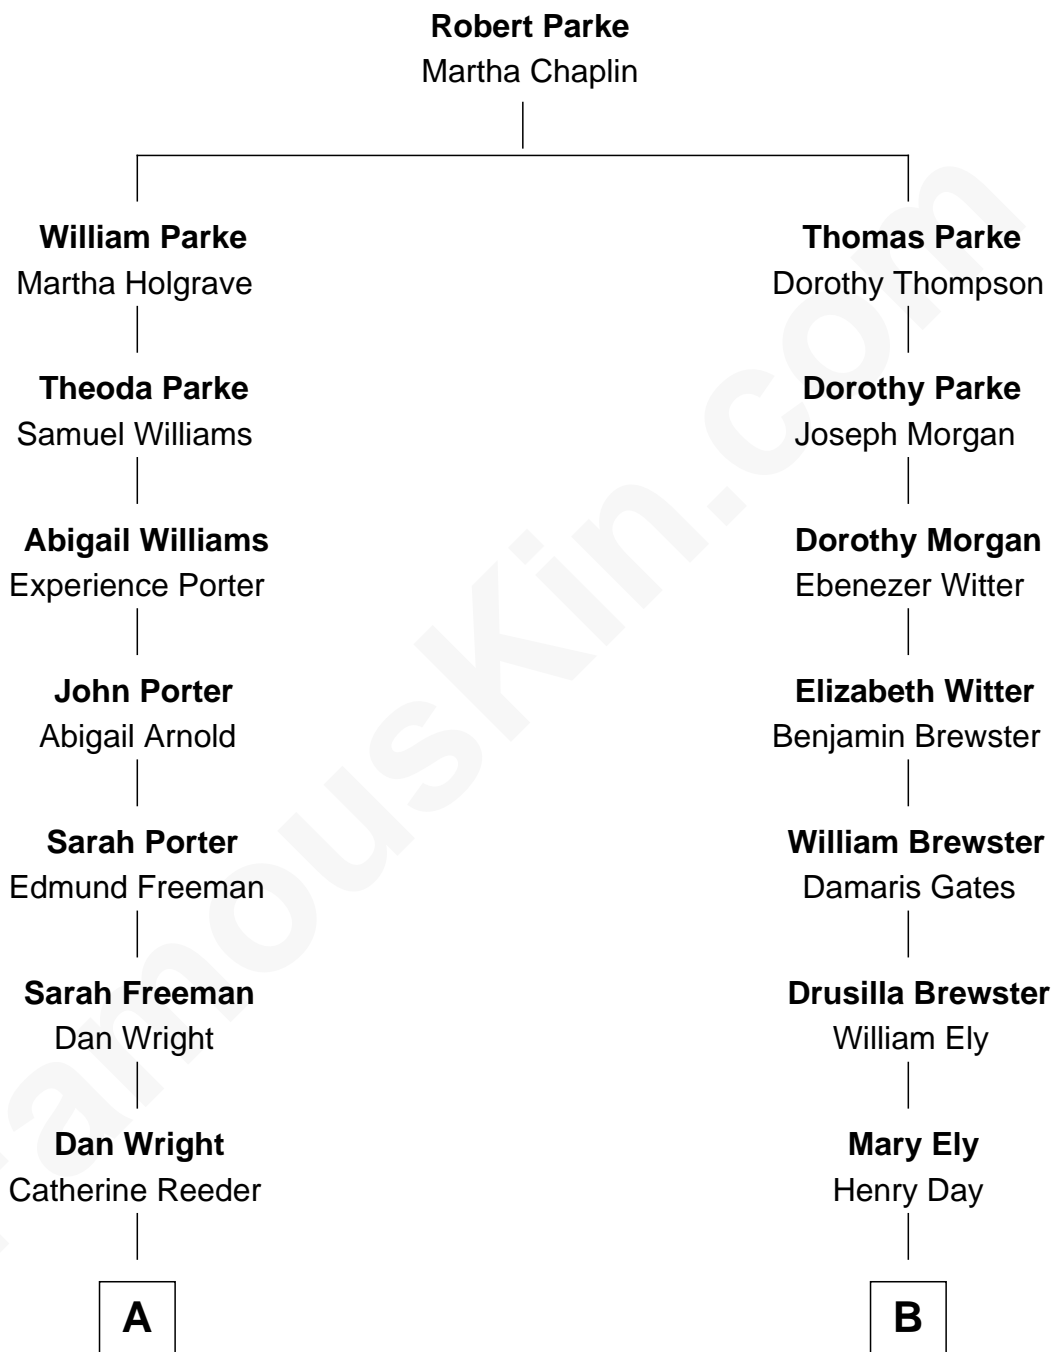 Robert Parke
Martha Chaplin
William Parke
Martha Holgrave
Thomas Parke
Dorothy Thompson
Theoda Parke
Samuel Williams
Dorothy Parke
Joseph Morgan
Abigail Williams
Experience Porter
Dorothy Morgan
Ebenezer Witter
John Porter
Abigail Arnold
Elizabeth Witter
Benjamin Brewster
Sarah Porter
Edmund Freeman
William Brewster
Damaris Gates
Sarah Freeman
Dan Wright
Drusilla Brewster
William Ely
Dan Wright
Catherine Reeder
Mary Ely
Henry Day
A
B
FamousKin.com